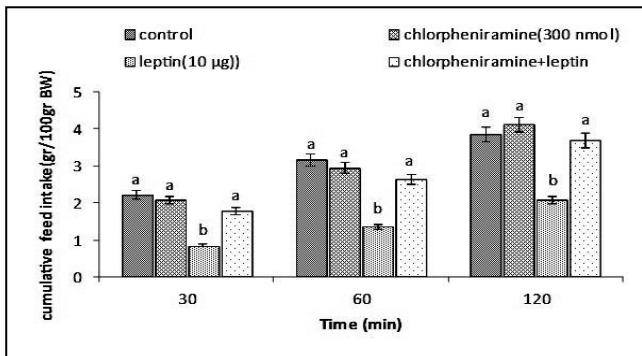 control
chlorpheniramine(300 nmol)
leptin(10 µg))
chlorpheniramine+leptin
cumulative feed intake(gr/100gr BW)
5
4
3
2
1
0
a a b a
a a b a
a a b a
30 60 120
Time (min)